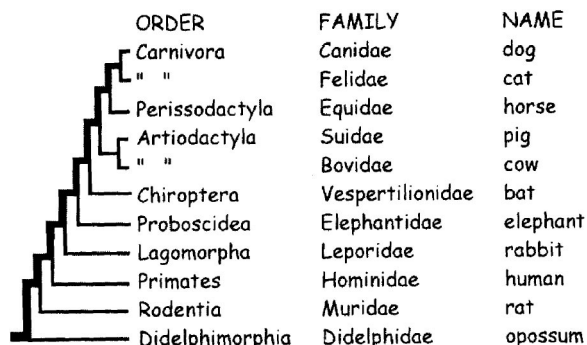 ORDER FAMILY NAME
Carnivora Canidae dog
" " Felidae cat
Perissodactyla Equidae horse
Artiodactyla Suidae pig
" " Bovidae cow
Chiroptera Vespertilionidae bat
Proboscidea Elephantidae elephant
Lagomorpha Leporidae rabbit
Primates Hominidae human
Rodentia Muridae rat
Didelphimorphia Didelphidae opossum